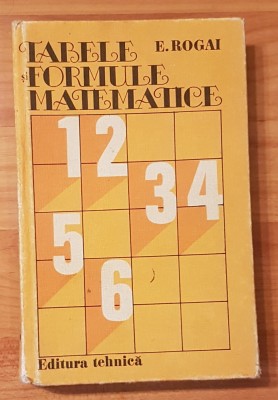 TABELE E. ROGAI
și FORMULE
MATEMATICE
1 2
3 4
5
6
Editura tehnică